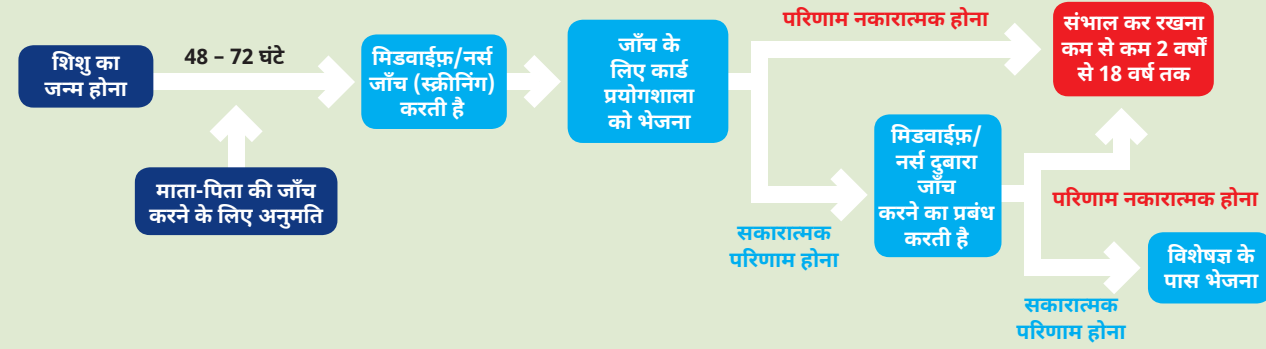 शिशु का
जन्म होना
48 – 72 घंटे
माता-पिता की जाँच
करने के लिए अनुमति
मिडवाईफ़/नर्स
जाँच (स्क्रीनिंग)
करती है
जाँच के
लिए कार्ड
प्रयोगशाला
को भेजना
परिणाम नकारात्मक होना
संभाल कर रखना
कम से कम 2 वर्षों
से 18 वर्ष तक
सकारात्मक
परिणाम होना
मिडवाईफ़/
नर्स दुबारा
जाँच
करने का प्रबंध
करती है
परिणाम नकारात्मक होना
सकारात्मक
परिणाम होना
विशेषज्ञ के
पास भेजना